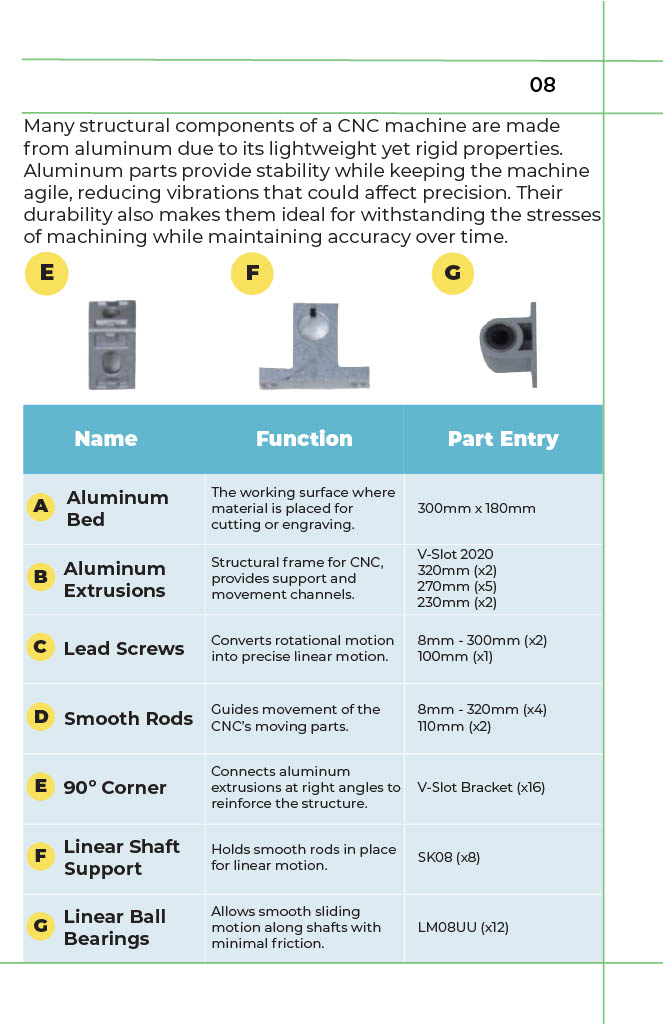 08
Many structural components of a CNC machine are made
from aluminum due to its lightweight yet rigid properties.
Aluminum parts provide stability while keeping the machine
agile, reducing vibrations that could affect precision. Their
durability also makes them ideal for withstanding the stresses
of machining while maintaining accuracy over time.
E
F
G
Name
Function
Part Entry
A
Aluminum
Bed
The working surface where
material is placed for
cutting or engraving.
300mm x 180mm
B
Aluminum
Extrusions
Structural frame for CNC,
provides support and
movement channels.
V-Slot 2020
320mm (x2)
270mm (x5)
230mm (x2)
C
Lead Screws
Converts rotational motion
into precise linear motion.
8mm - 300mm (x2)
100mm (x1)
D
Smooth Rods
Guides movement of the
CNC’s moving parts.
8mm - 320mm (x4)
110mm (x2)
E
90º Corner
Connects aluminum
extrusions at right angles to
reinforce the structure.
V-Slot Bracket (x16)
F
Linear Shaft
Support
Holds smooth rods in place
for linear motion.
SK08 (x8)
G
Linear Ball
Bearings
Allows smooth sliding
motion along shafts with
minimal friction.
LM08UU (x12)